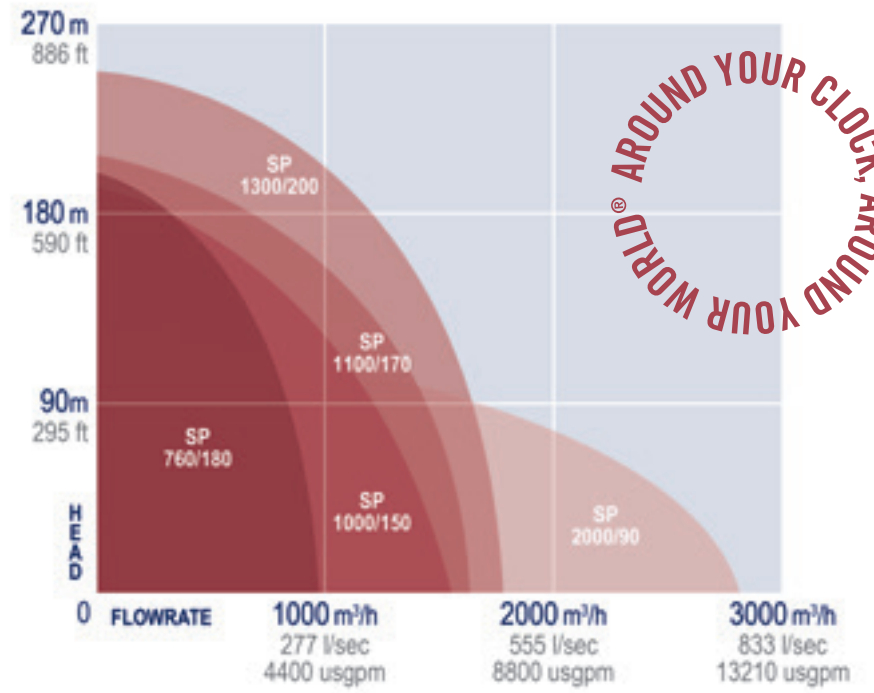 270 m
886 ft
AROUND YOUR CLOCK, AROUND YOUR WORLD®
SP
1300/200
180 m
590 ft
SP
1100/170
90m
295 ft
SP
760/180
SP
1000/150
SP
2000/90
HEAD
0 FLOWRATE 1000 m³/h 2000 m³/h 3000 m³/h
277 l/sec 555 l/sec 833 l/sec
4400 usgpm 8800 usgpm 13210 usgpm